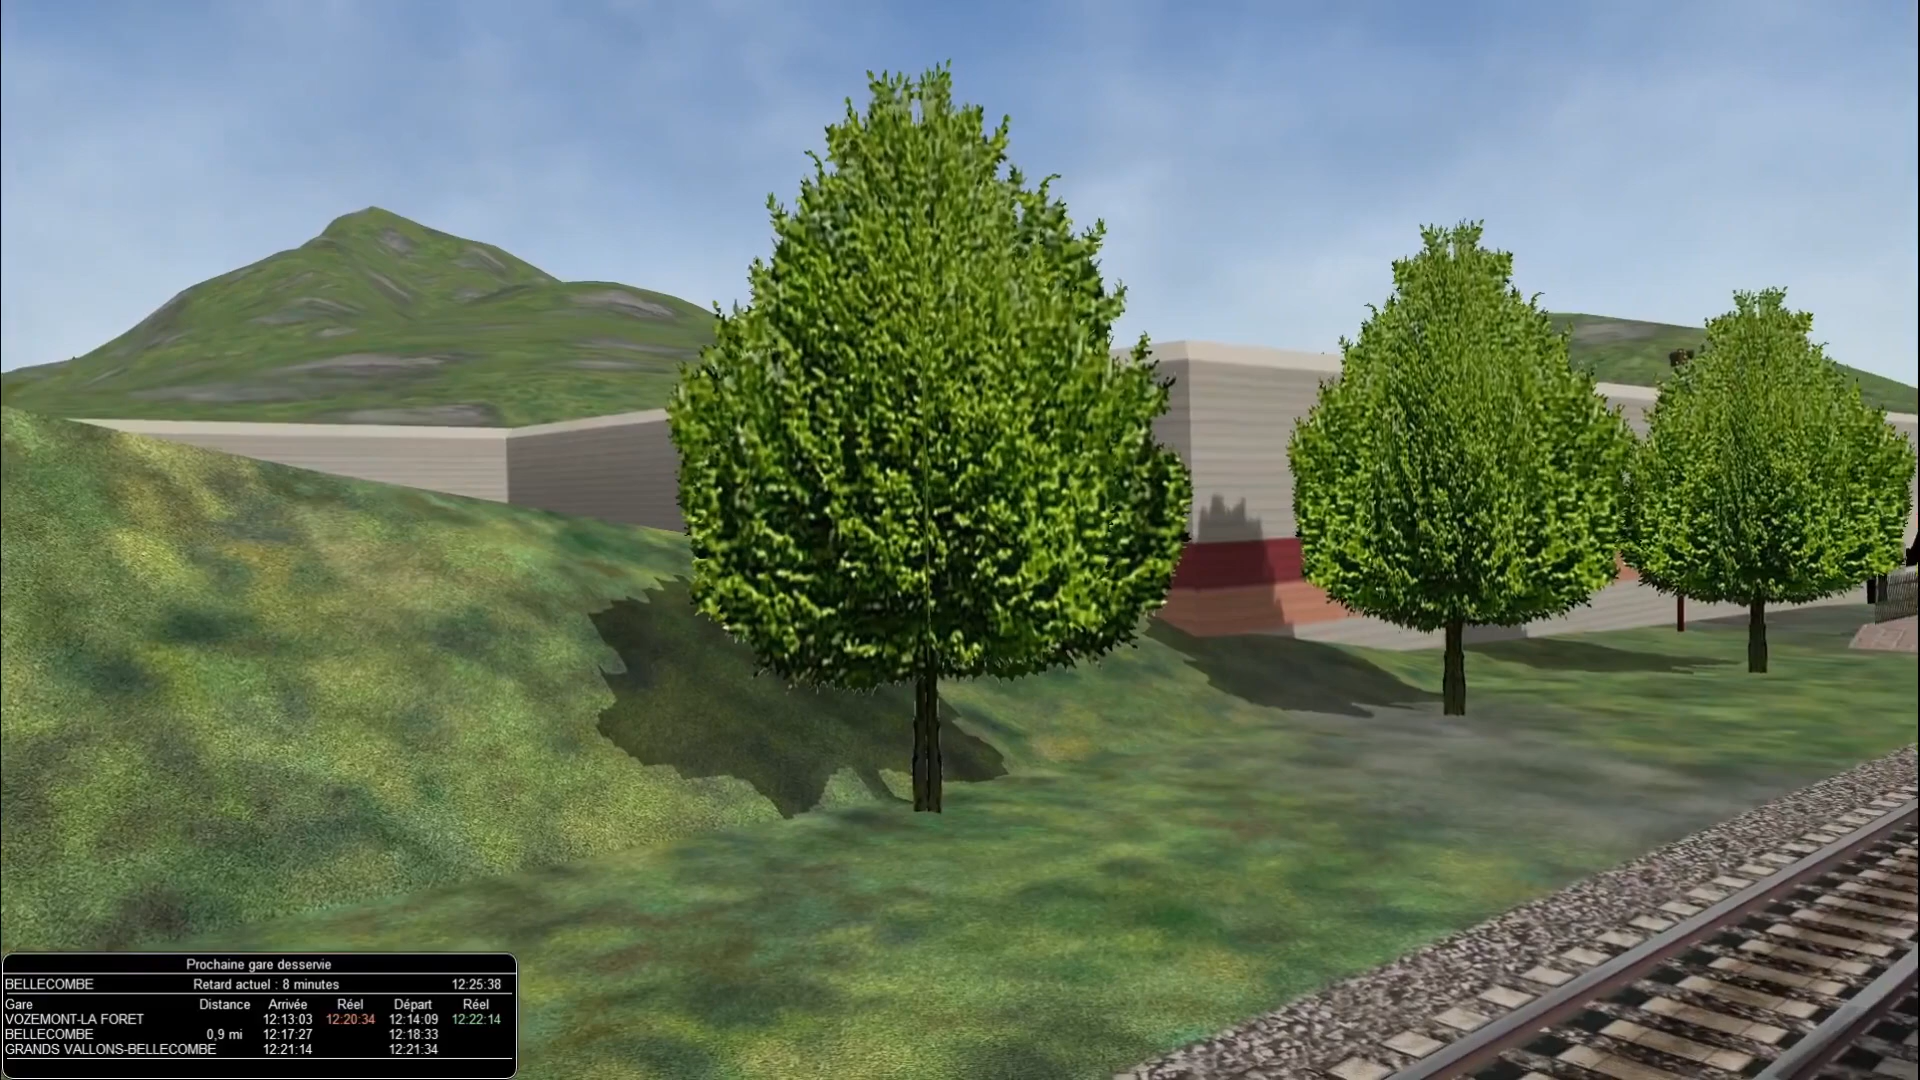 Prochaine gare desservie
BELLECOMBE Retard actuel : 8 minutes 12:25:38
Gare Distance Arrivée Réel Départ Réel
VOZEMONT-LA FORET 12:13:03 12:20:34 12:14:09 12:22:14
BELLECOMBE 0,9 mi 12:17:27 12:18:33
GRANDS VALLONS-BELLECOMBE 12:21:14 12:21:34